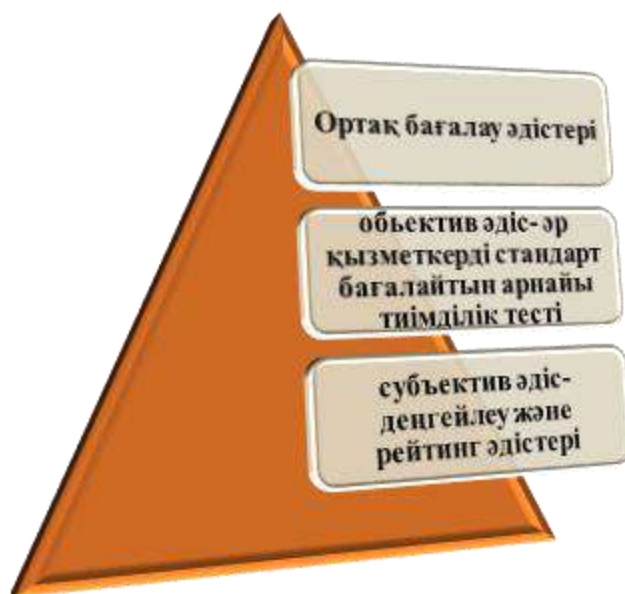 Ортақ бағалау әдістері
обьектив әдіс- әр
қызметкерді стандарт
бағалайтын арнайы
тиімділік тесті
субъектив әдіс-
деңгейлеу және
рейтинг әдістері